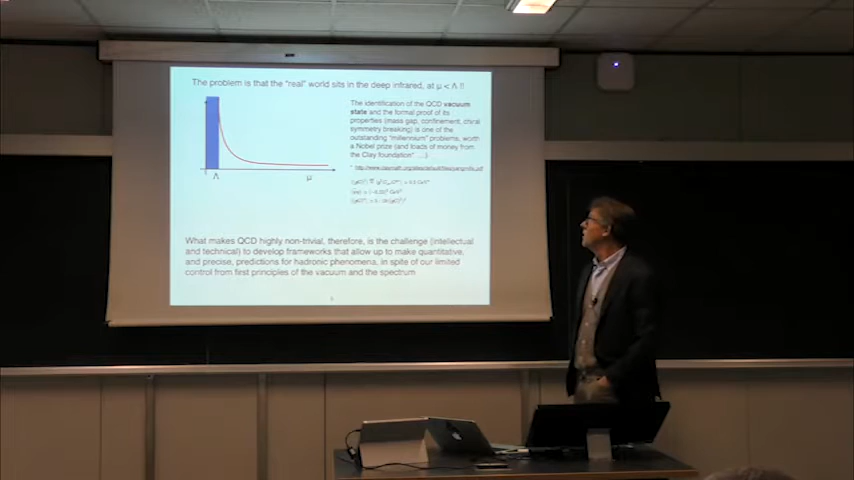 The problem is that the "real" world sits in the deep infrared, at μ < Λ !!
The identification of the QCD vacuum
state and the formal proof of its
properties (mass gap, confinement, chiral
symmetry breaking) is one of the
outstanding "millennium" problems, worth
a Nobel prize (and loads of money from
the Clay foundation* ...)
Λ
μ
What makes QCD highly non-trivial, therefore, is the challenge (intellectual
and technical) to develop frameworks that allow up to make quantitative,
and precise, predictions for hadronic phenomena, in spite of our limited
control from first principles of the vacuum and the spectrum